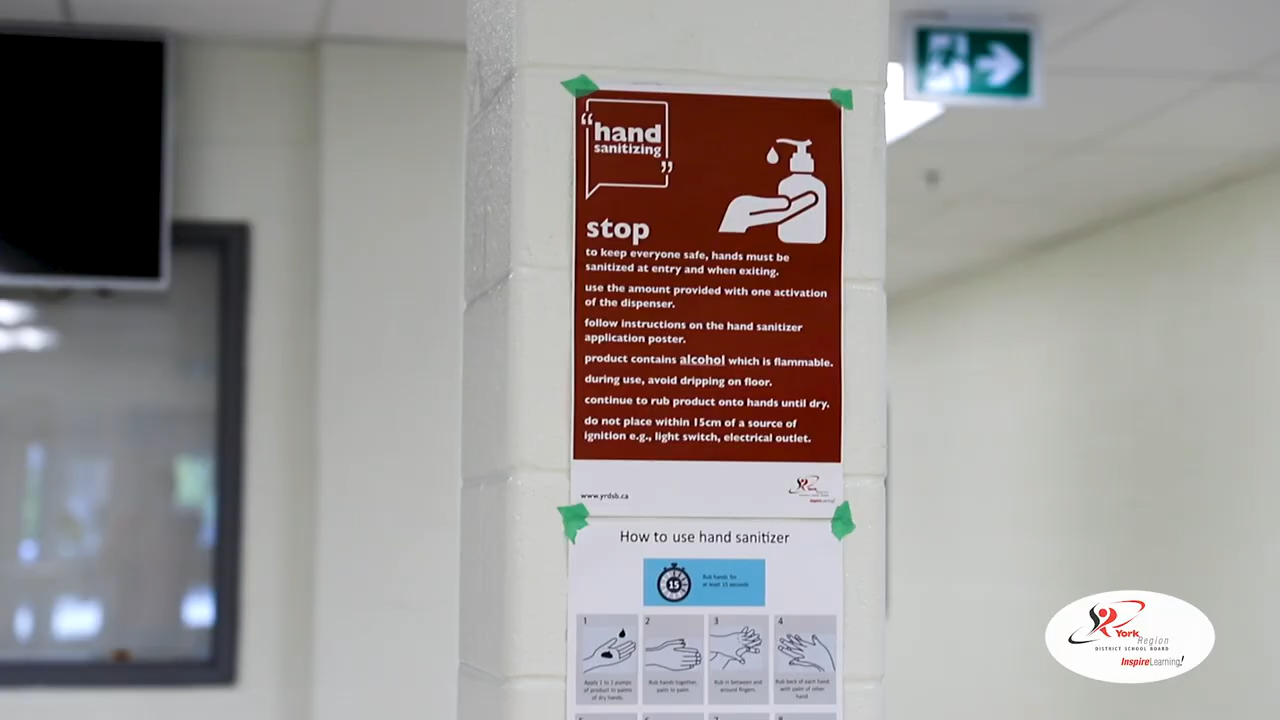 “hand
sanitizing”
stop
to keep everyone safe, hands must be
sanitized at entry and when exiting.
use the amount provided with one activation
of the dispenser.
follow instructions on the hand sanitizer
application poster.
product contains alcohol which is flammable.
during use, avoid dripping on floor.
continue to rub product onto hands until dry.
do not place within 15cm of a source of
ignition e.g., light switch, electrical outlet.
www.yrdsb.ca
How to use hand sanitizer
15
Rub hands for
at least 15 seconds
1
2
3
4
Apply 1 to 2 pumps
of product to palms
of dry hands.
Rub hands together,
palm to palm.
Rub in between and
around fingers.
Rub back of each hand
with palm of other
hand.
York Region
DISTRICT SCHOOL BOARD
InspireLearning!